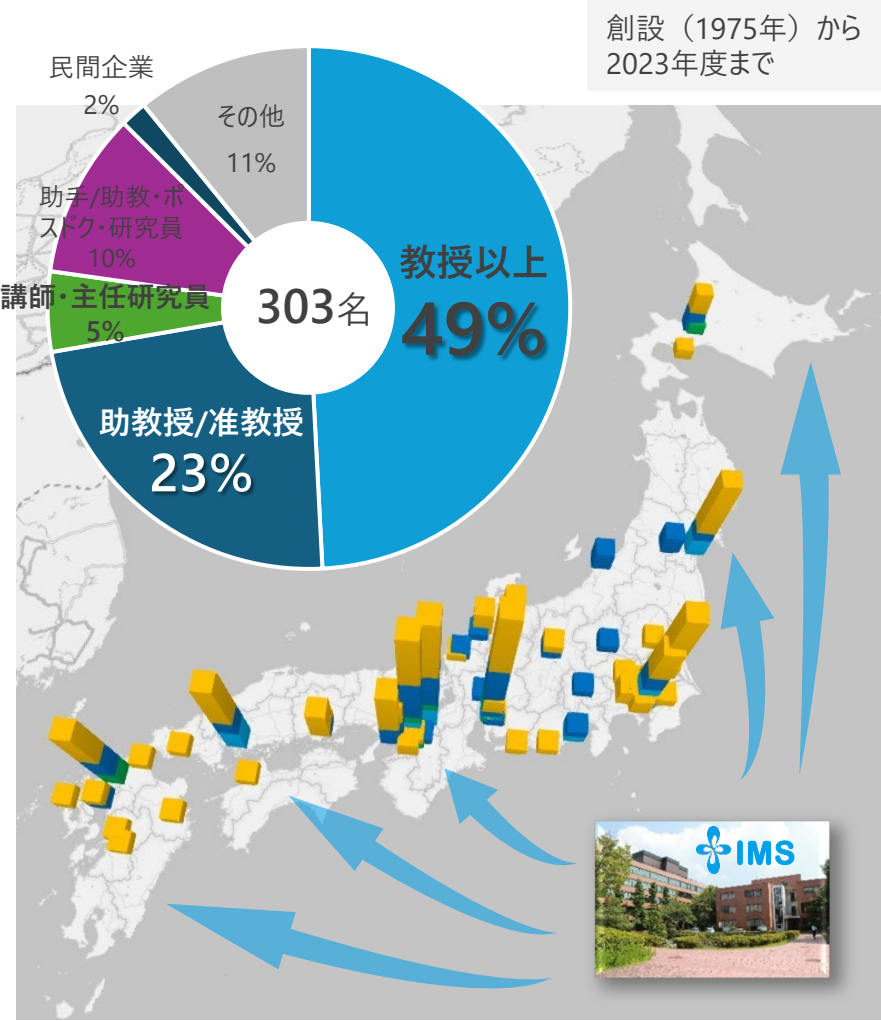 創設（1975年）から
2023年度まで
民間企業
2%
その他
11%
助手/助教・ポ
スドク・研究員
10%
講師・主任研究員
5%
教授以上
49%
303名
助教授/准教授
23%
IMS